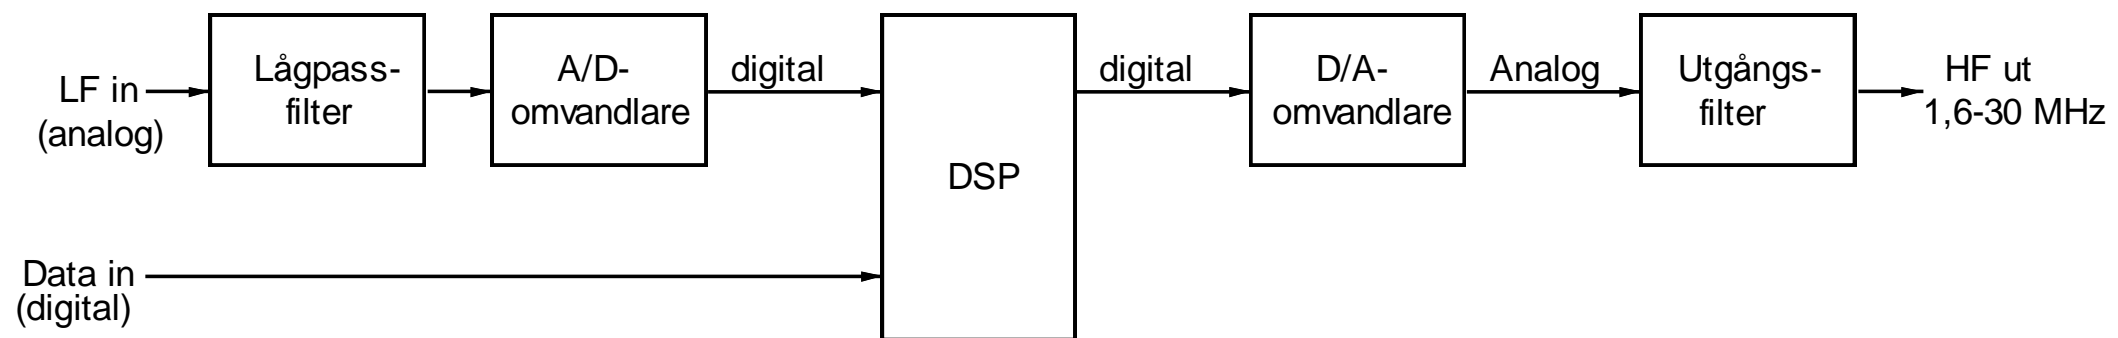 LF in
(analog)
Lågpass-
filter
A/D-
omvandlare
digital
DSP
digital
D/A-
omvandlare
Analog
Utgångs-
filter
HF ut
1,6-30 MHz
Data in
(digital)